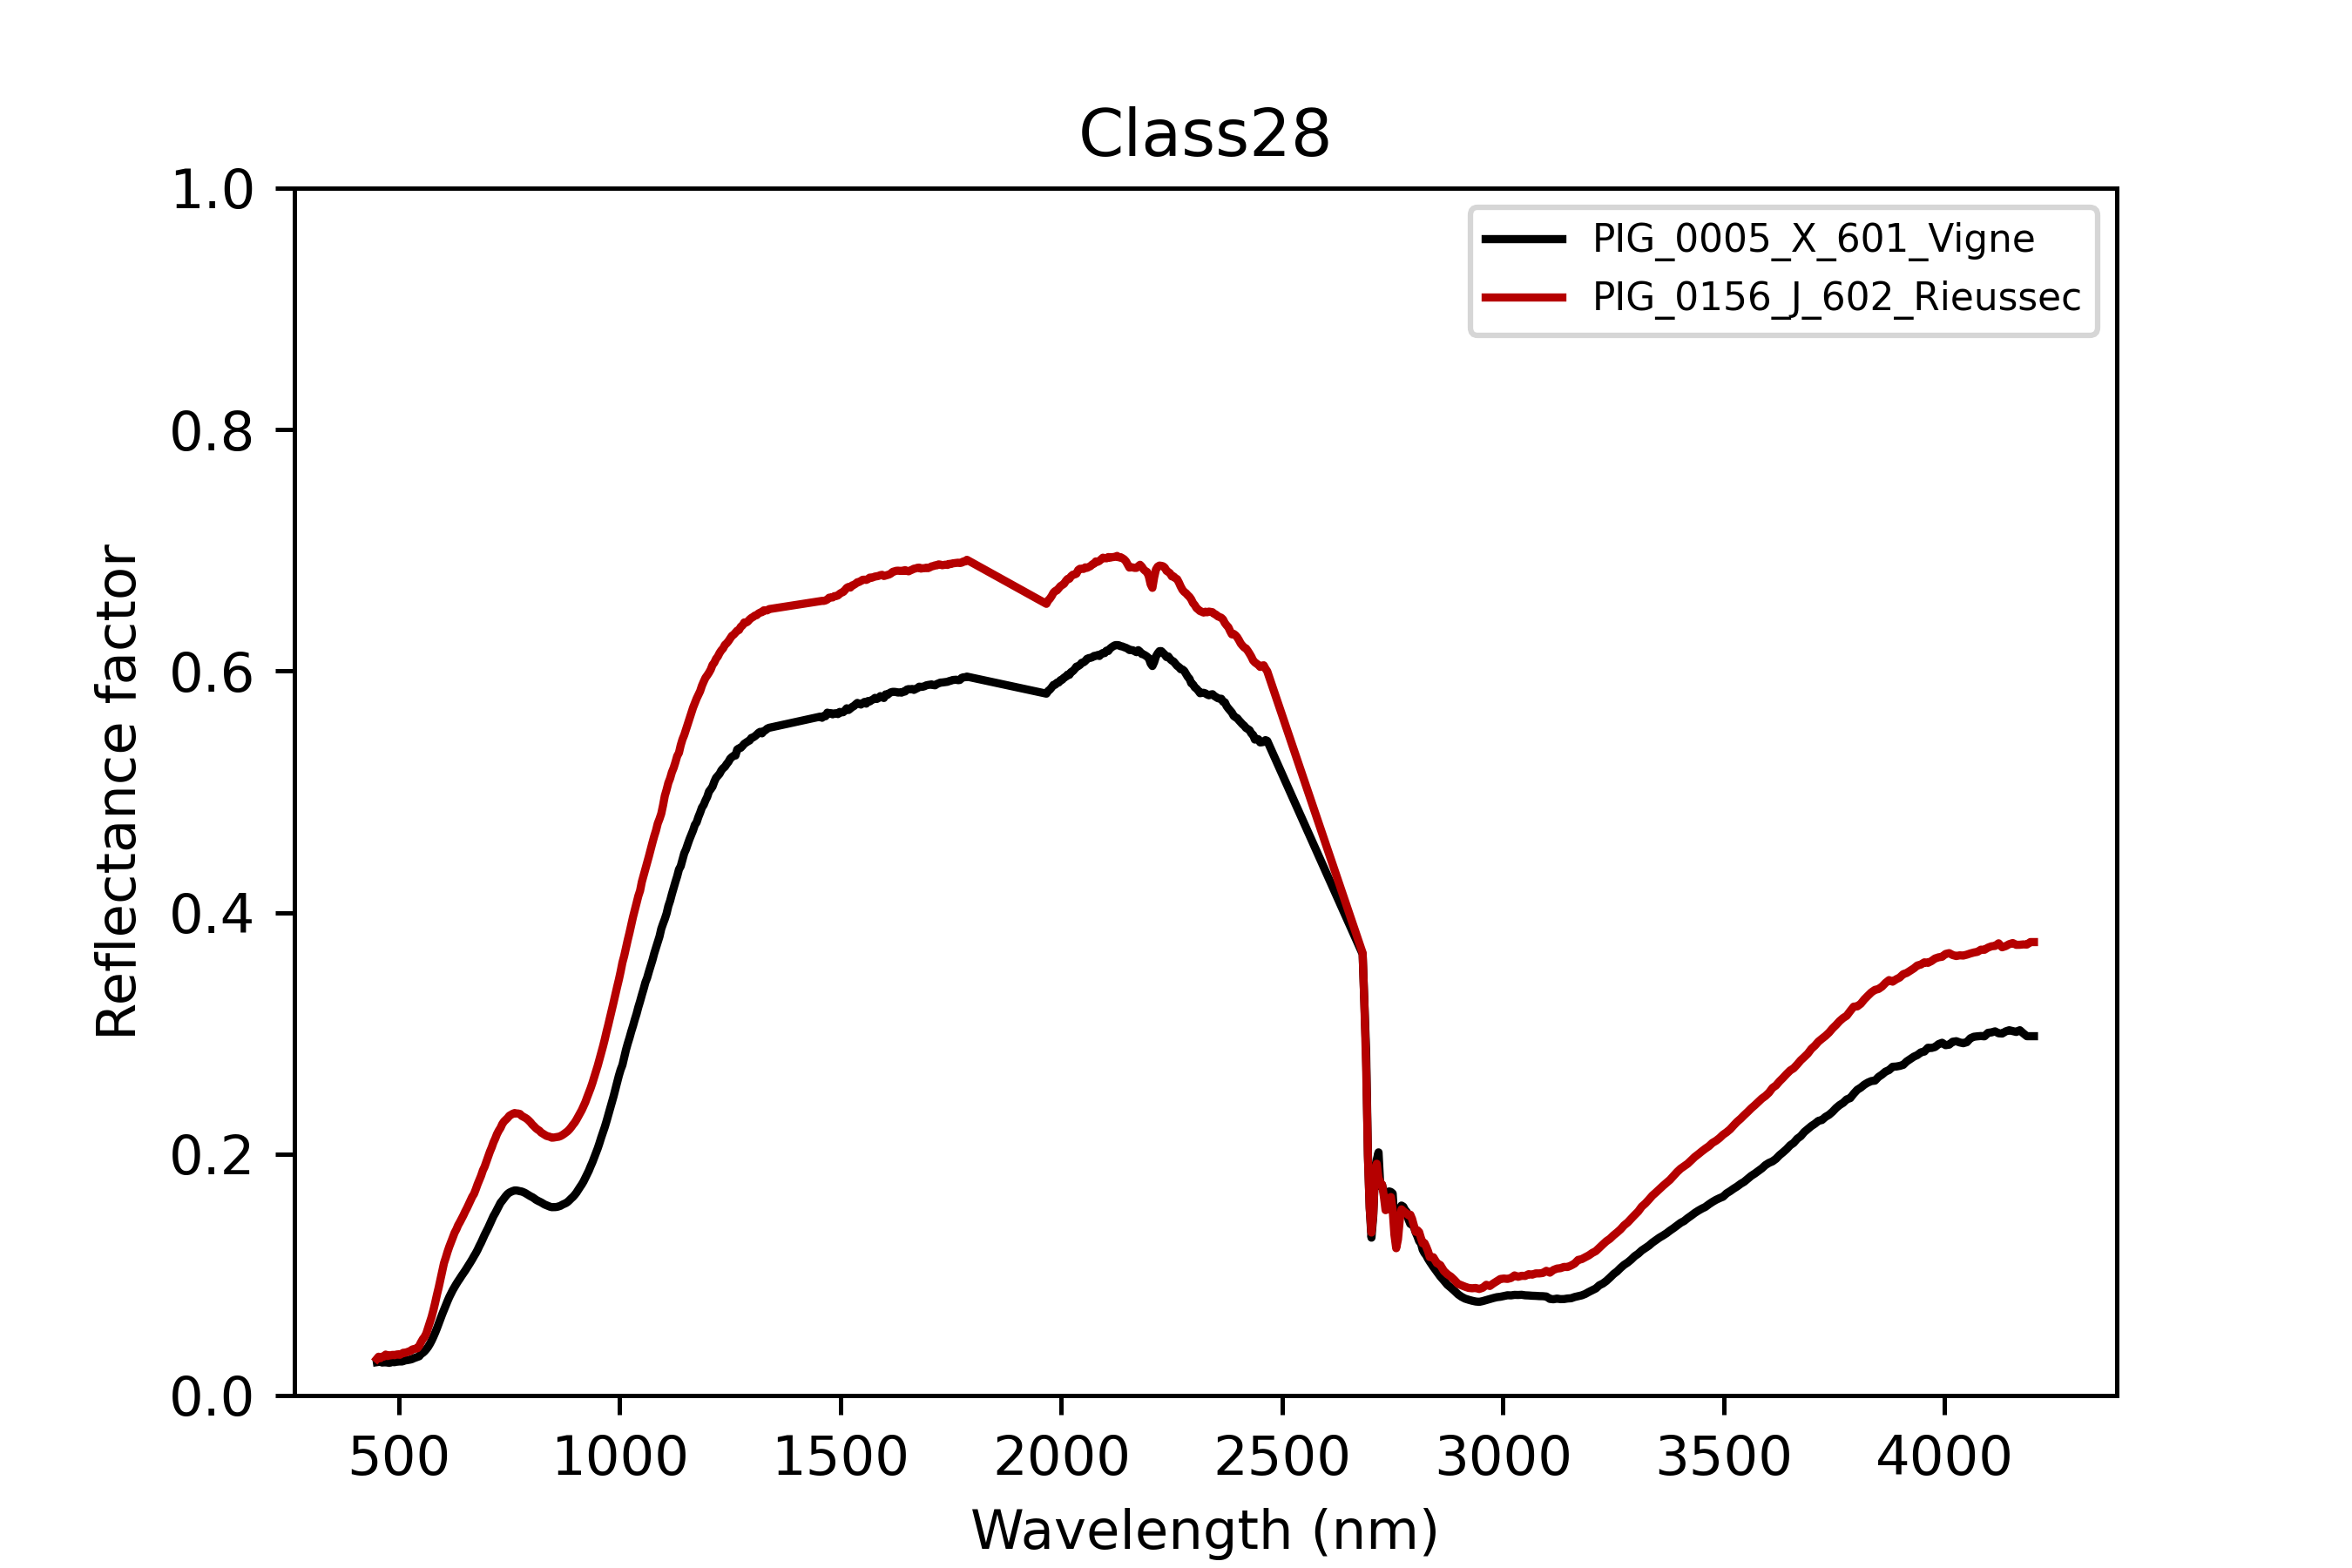 Class28
PIG_0005_X_601_Vigne
PIG_0156_J_602_Rieussec
Reflectance factor
1.0
0.8
0.6
0.4
0.2
0.0
500 1000 1500 2000 2500 3000 3500 4000
Wavelength (nm)